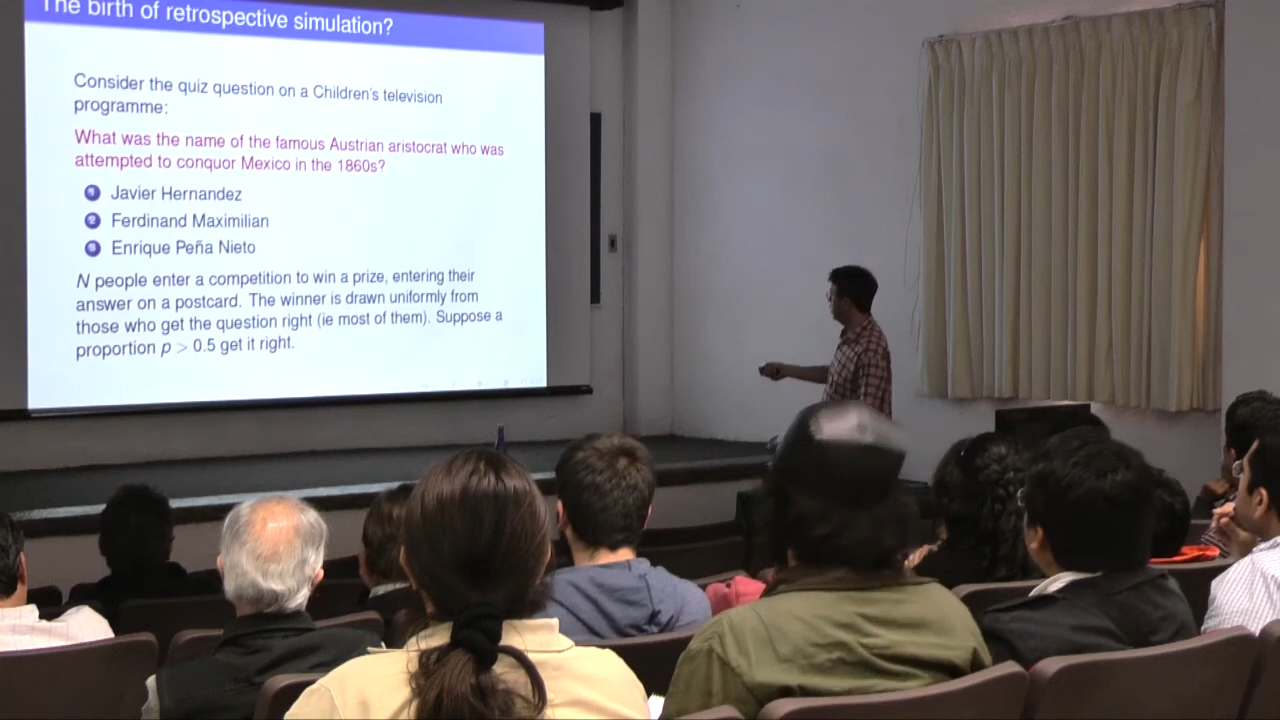 The birth of retrospective simulation?
Consider the quiz question on a Children's television
programme:
What was the name of the famous Austrian aristocrat who was
attempted to conquor Mexico in the 1860s?
1 Javier Hernandez
2 Ferdinand Maximilian
3 Enrique Peña Nieto
N people enter a competition to win a prize, entering their
answer on a postcard. The winner is drawn uniformly from
those who get the question right (ie most of them). Suppose a
proportion p > 0.5 get it right.